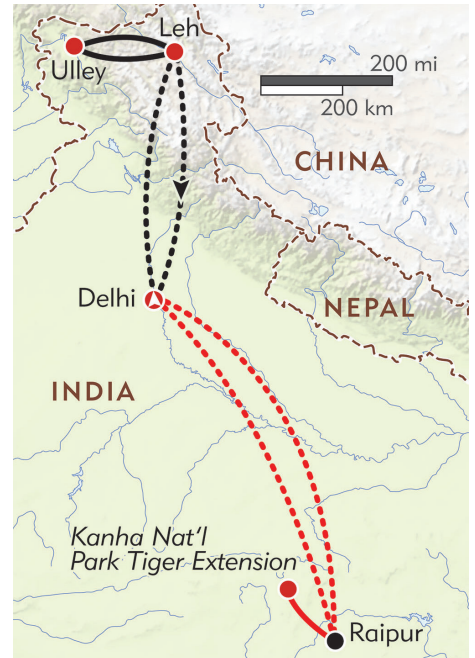 Leh
Ulley
200 mi
200 km
CHINA
Delhi
NEPAL
INDIA
Kanha Nat'l
Park Tiger Extension
Raipur